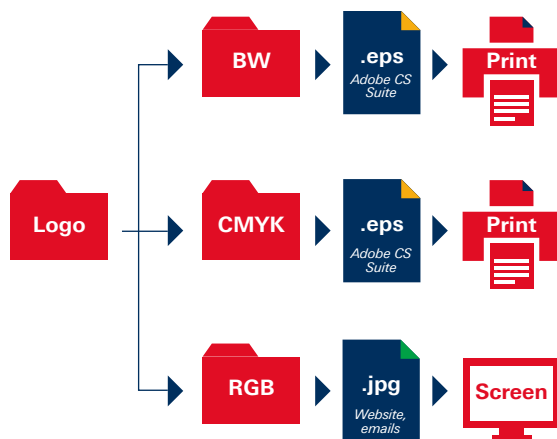 BW
.eps
Adobe CS
Suite
Print
Logo
CMYK
.eps
Adobe CS
Suite
Print
RGB
.jpg
Website,
emails
Screen